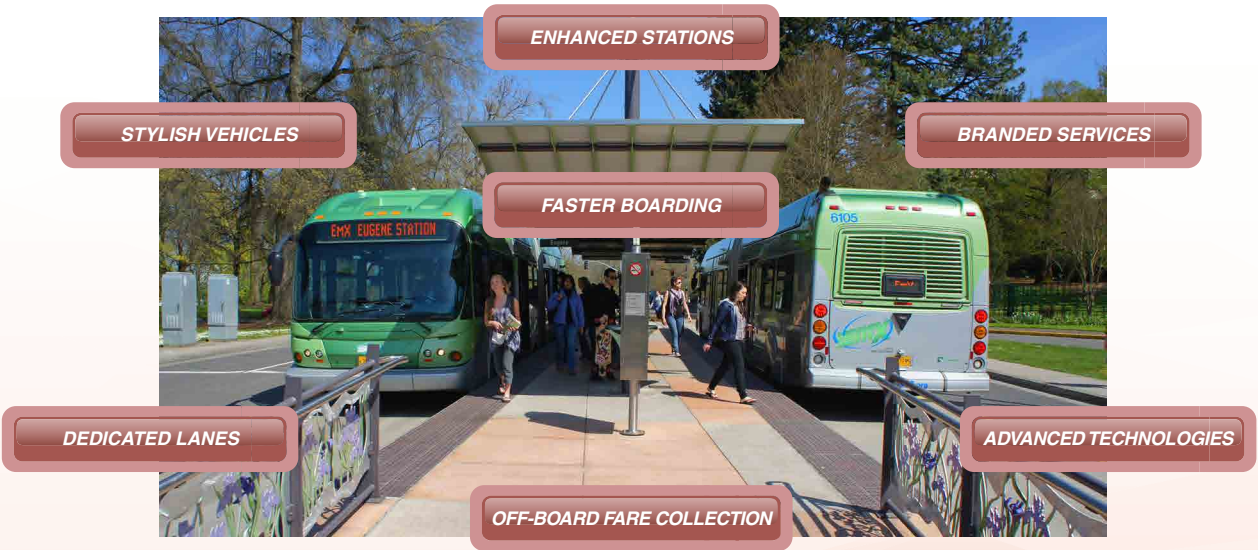 ENHANCED STATIONS
STYLISH VEHICLES
BRANDED SERVICES
FASTER BOARDING
6105
EMX EUGENE STATION
DEDICATED LANES
ADVANCED TECHNOLOGIES
OFF-BOARD FARE COLLECTION